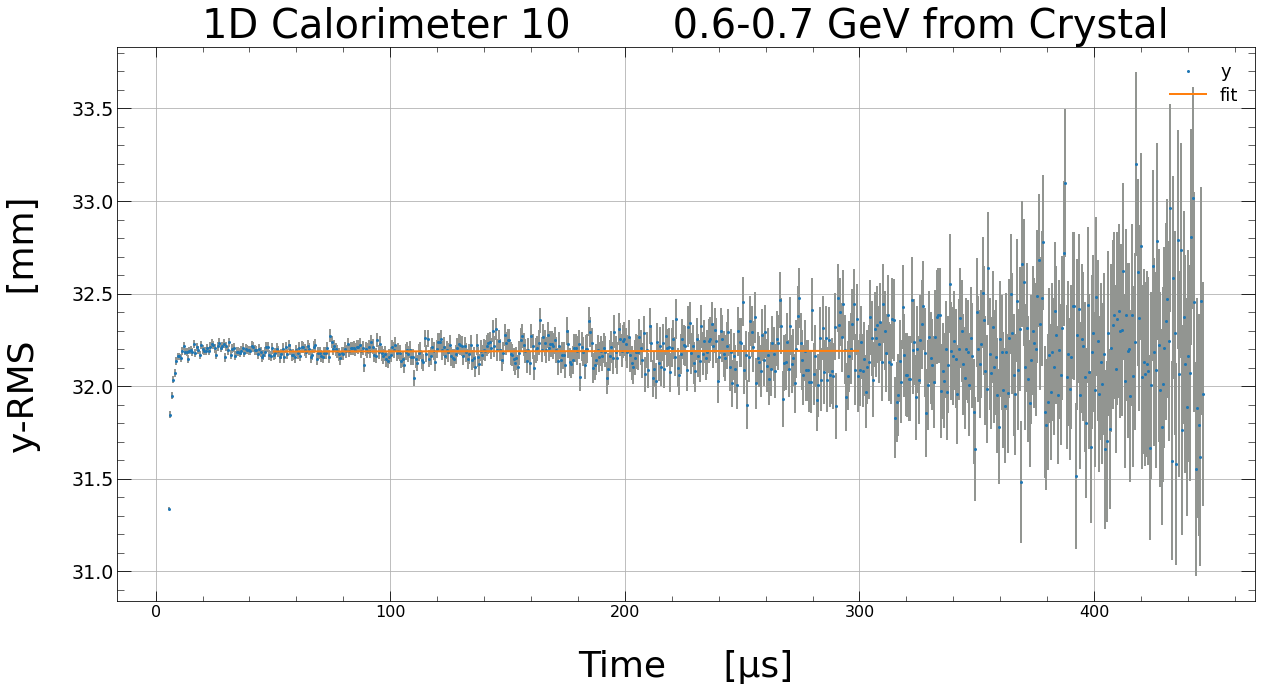 1D Calorimeter 10 0.6-0.7 GeV from Crystal
y
fit
33.5
33.0
32.5
32.0
31.5
31.0
y-RMS [mm]
0 100 200 300 400
Time [μs]